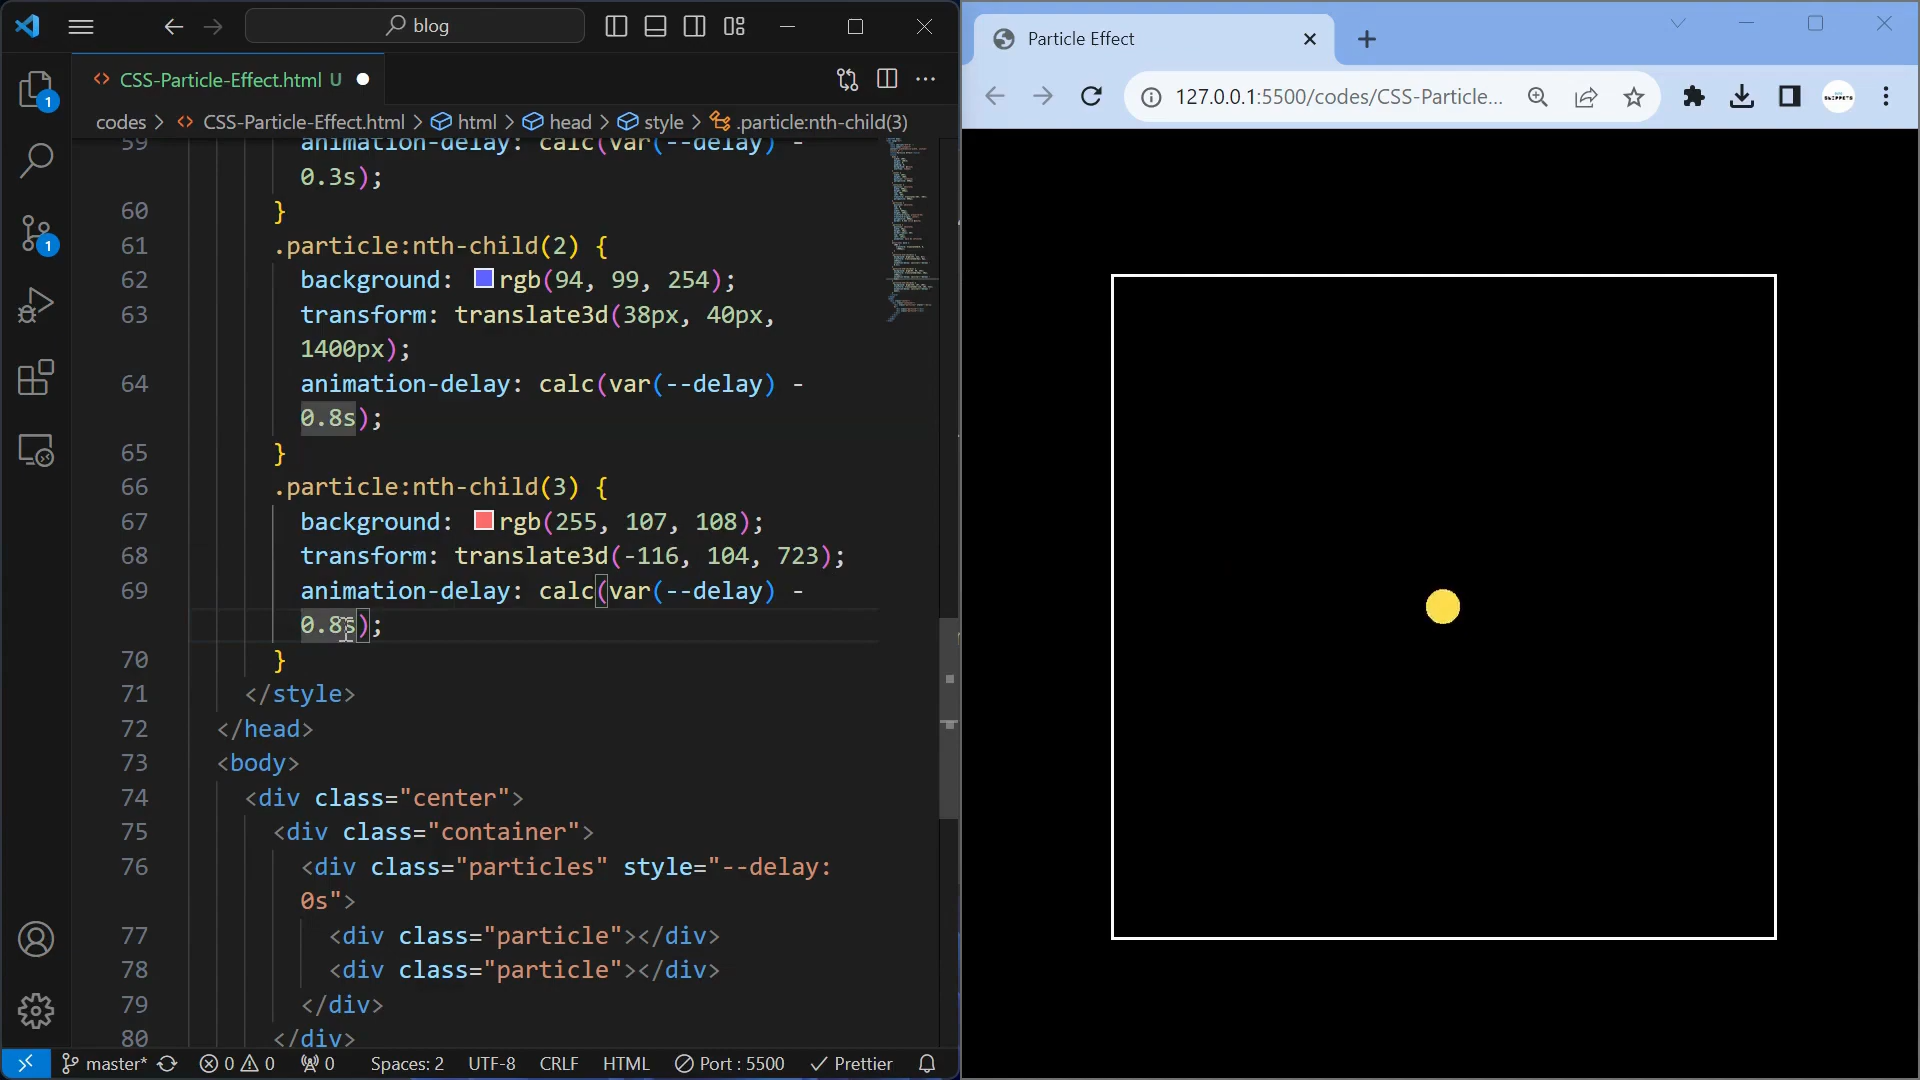 blog
CSS-Particle-Effect.html U
codes > CSS-Particle-Effect.html > html > head > style > .particle:nth-child(3)
59 animation-delay: calc(var(--delay) -
0.3s);
60 }
61 .particle:nth-child(2) {
62 background: rgb(94, 99, 254);
63 transform: translate3d(38px, 40px,
1400px);
64 animation-delay: calc(var(--delay) -
0.8s);
65 }
66 .particle:nth-child(3) {
67 background: rgb(255, 107, 108);
68 transform: translate3d(-116, 104, 723);
69 animation-delay: calc(var(--delay) -
0.8s);
70 }
71 </style>
72 </head>
73 <body>
74 <div class="center">
75 <div class="container">
76 <div class="particles" style="--delay:
0s">
77 <div class="particle"></div>
78 <div class="particle"></div>
79 </div>
80 </div>
1
1
master* 0 0 0 Spaces: 2 UTF-8 CRLF HTML Port : 5500 Prettier
Particle Effect
127.0.0.1:5500/codes/CSS-Particle...